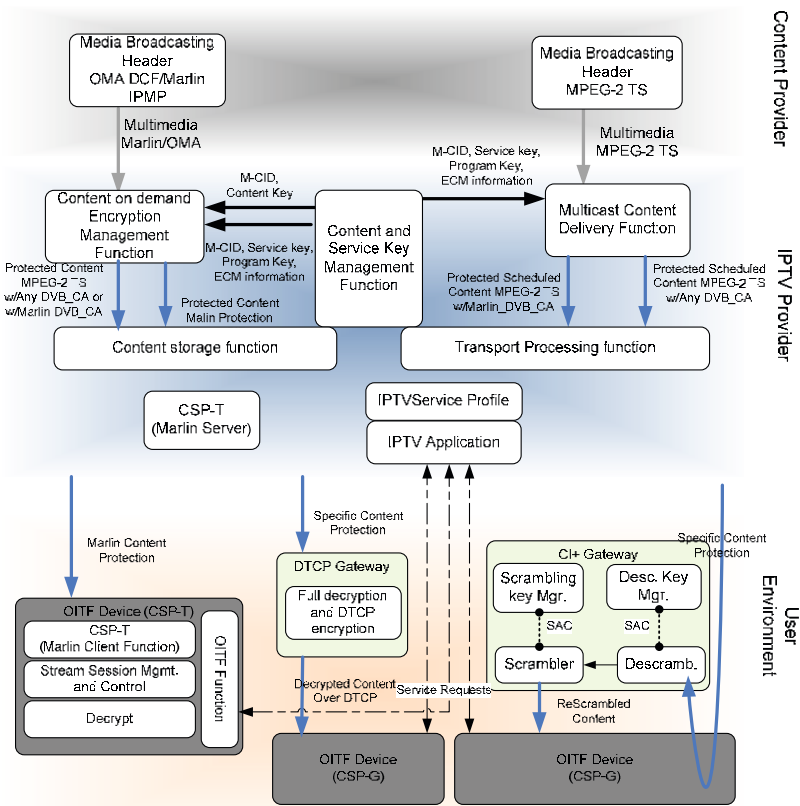 Media Broadcasting
Header
OMA DCF/Marlin
IPMP
Media Broadcasting
Header
MPEG-2 TS
Content Provider
Multimedia
Marlin/OMA
Multimedia
MPEG-2 TS
M-CID,
Content Key
M-CID, Service key,
Program Key,
ECM information
Content on demand
Encryption
Management
Function
Content and
Service Key
Management
Function
Multicast Content
Delivery Function
M-CID, Service key,
Program Key,
ECM information
IPTV Provider
Protected Content
MPEG-2 TS
w/Any DVB_CA or
w/Marlin DVB_CA
Protected Content
Malin Protection
Protected Scheduled
Content MPEG-2 TS
w/Marlin_DVB_CA
Protected Scheduled
Content MPEG-2 TS
w/Any DVB_CA
Content storage function
Transport Processing function
CSP-T
(Marlin Server)
IPTVService Profile
IPTV Application
Marlin Content
Protection
Specific Content
Protection
Specific Content
Protection
User
Environment
DTCP Gateway
Full decryption
and DTCP
encryption
CI+ Gateway
Scrambling
key Mgr.
Desc. Key
Mgr.
SAC
SAC
Scrambler
Descramb.
OITF Device (CSP-T)
CSP-T
(Marlin Client Function)
Stream Session Mgmt.
and Control
Decrypt
OITF Function
Decrypted Content
Over DTCP
Service Requests
ReScrambled
Content
OITF Device
(CSP-G)
OITF Device
(CSP-G)